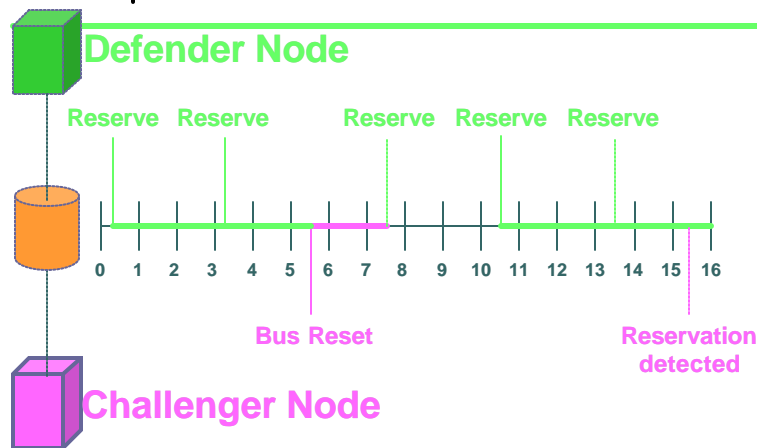 Defender Node
Reserve Reserve Reserve Reserve Reserve
0 1 2 3 4 5 6 7 8 9 10 11 12 13 14 15 16
Bus Reset
Reservation
detected
Challenger Node